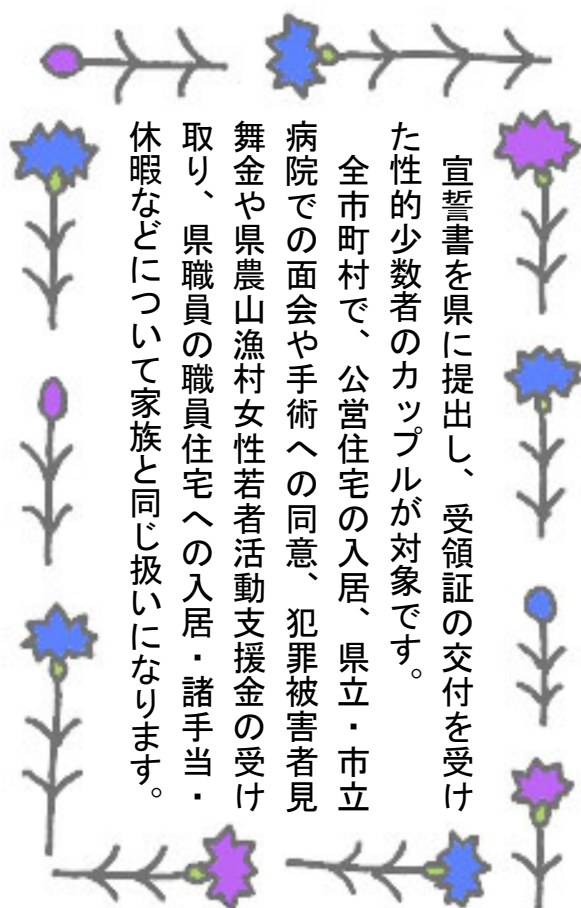 宣誓書を県に提出し、受領証の交付を受け
た性的少数者のカップルが対象です。
全市町村で、公営住宅の入居、県立・市立
病院での面会や手術への同意、犯罪被害者見
舞金や県農山漁村女性若者活動支援金の受け
取り、県職員の職員住宅への入居・諸手当・
休暇などについて家族と同じ扱いになります。